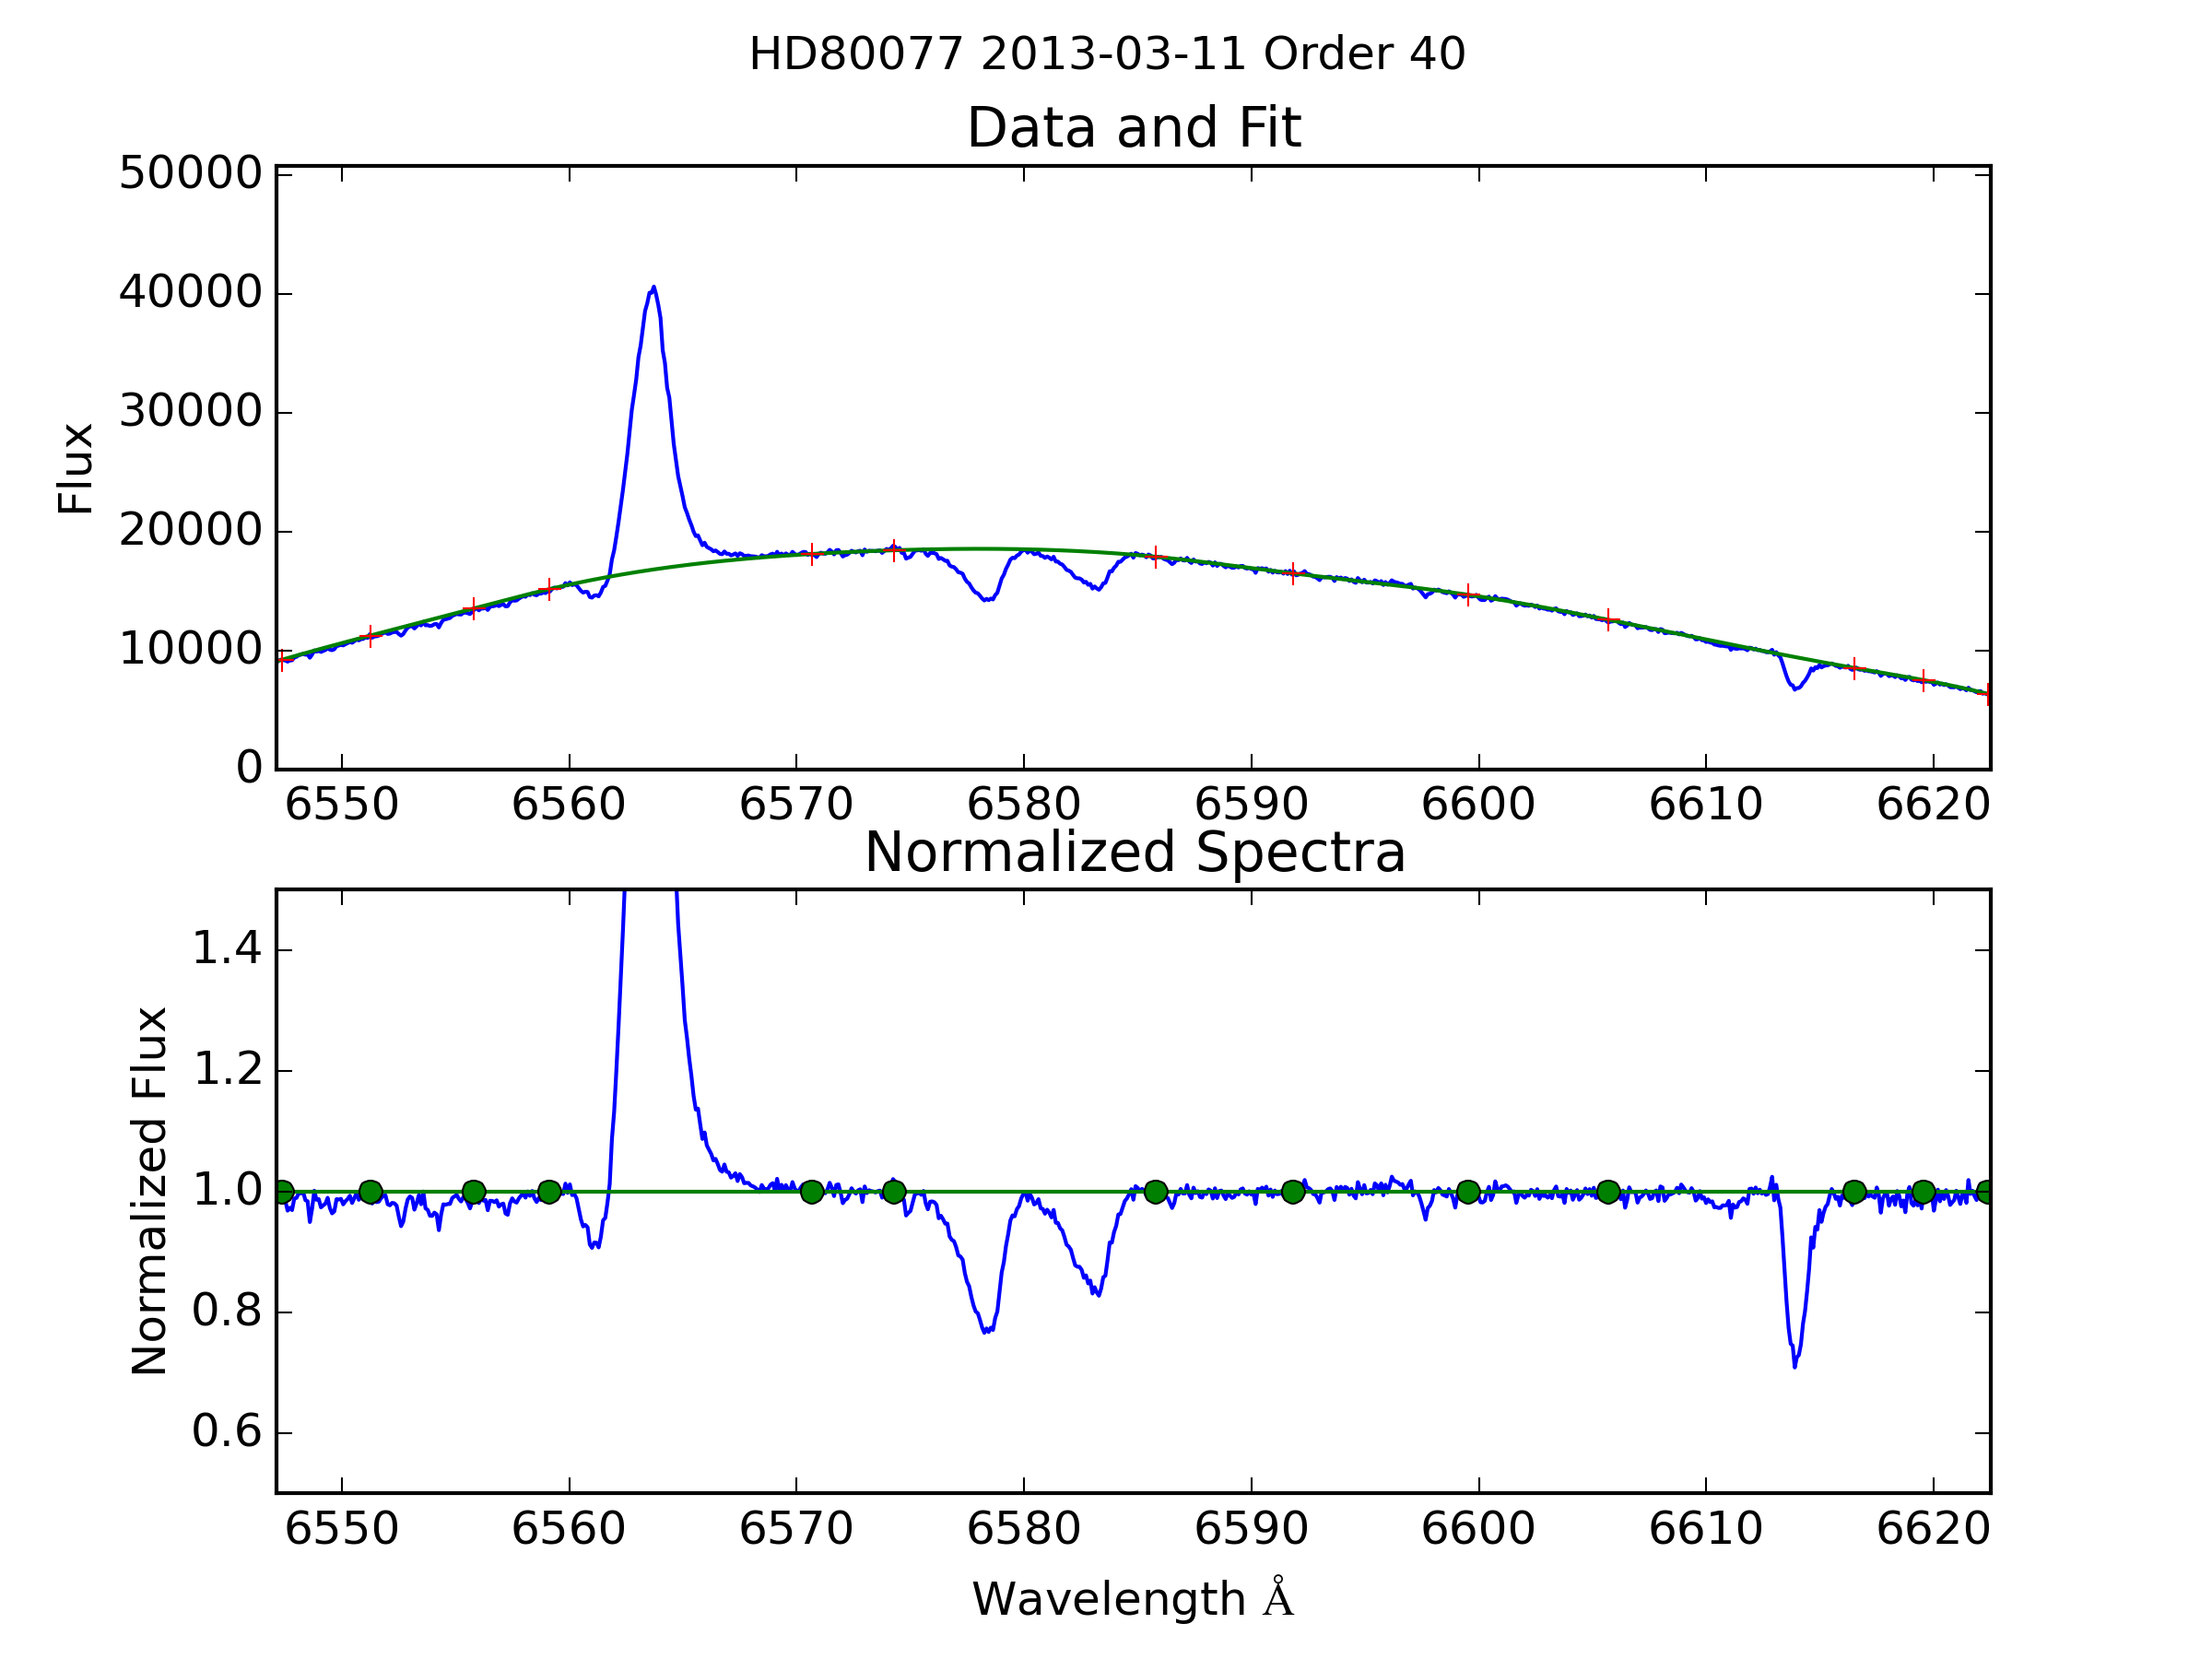 HD80077 2013-03-11 Order 40
Data and Fit
50000
40000
30000
20000
10000
0
Flux
6550 6560 6570 6580 6590 6600 6610 6620
Normalized Spectra
1.4
1.2
1.0
0.8
0.6
Normalized Flux
6550 6560 6570 6580 6590 6600 6610 6620
Wavelength Å